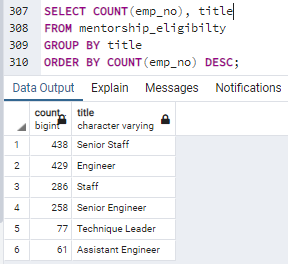 307 SELECT COUNT(emp_no), title
308 FROM mentorship_eligibilty
309 GROUP BY title
310 ORDER BY COUNT(emp_no) DESC;
Data Output Explain Messages Notifications
count bigint title character varying
1 438 Senior Staff
2 429 Engineer
3 286 Staff
4 258 Senior Engineer
5 77 Technique Leader
6 61 Assistant Engineer